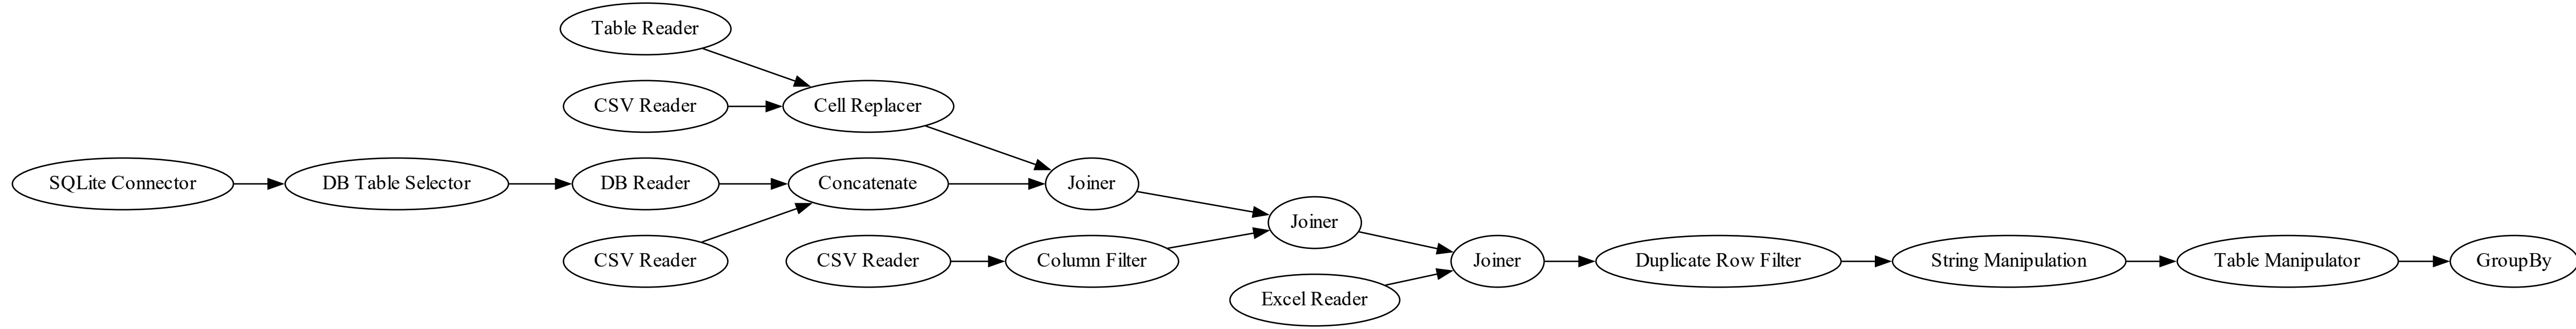 Table Reader
CSV Reader
Cell Replacer
SQLite Connector
DB Table Selector
DB Reader
Concatenate
Joiner
CSV Reader
CSV Reader
Column Filter
Joiner
Excel Reader
Joiner
Duplicate Row Filter
String Manipulation
Table Manipulator
GroupBy